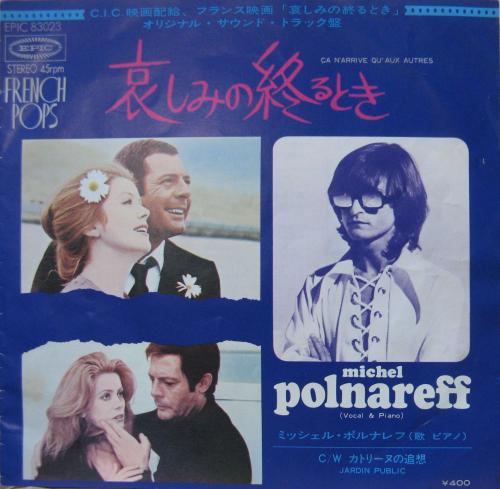 C.I.C.映画配給、フランス映画「哀しみの終るとき」
オリジナル・サウンド・トラック盤
EPIC 83023
EPIC
STEREO 45rpm
FRENCH POPS
ÇA N'ARRIVE QU'AUX AUTRES
哀しみの終るとき
michel
polnareff
(Vocal & Piano)
ミッシェル・ポルナレフ(歌 ピアノ)
C/W カトリーヌの追想
JARDIN PUBLIC
¥400